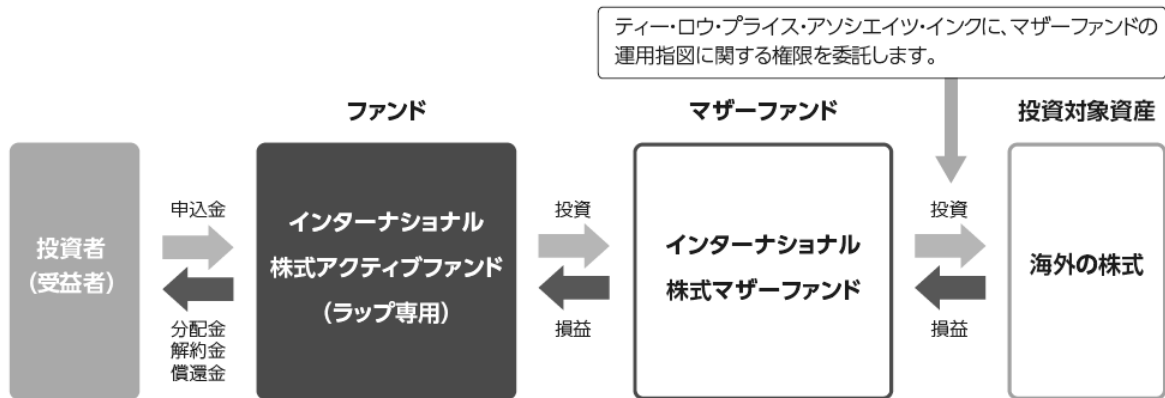 ティー・ロウ・プライス・アソシエイツ・インクに、マザーファンドの
運用指図に関する権限を委託します。
ファンド
マザーファンド
投資対象資産
投資者
(受益者)
申込金
分配金
解約金
償還金
インターナショナル
株式アクティブファンド
(ラップ専用)
投資
損益
インターナショナル
株式マザーファンド
投資
損益
海外の株式